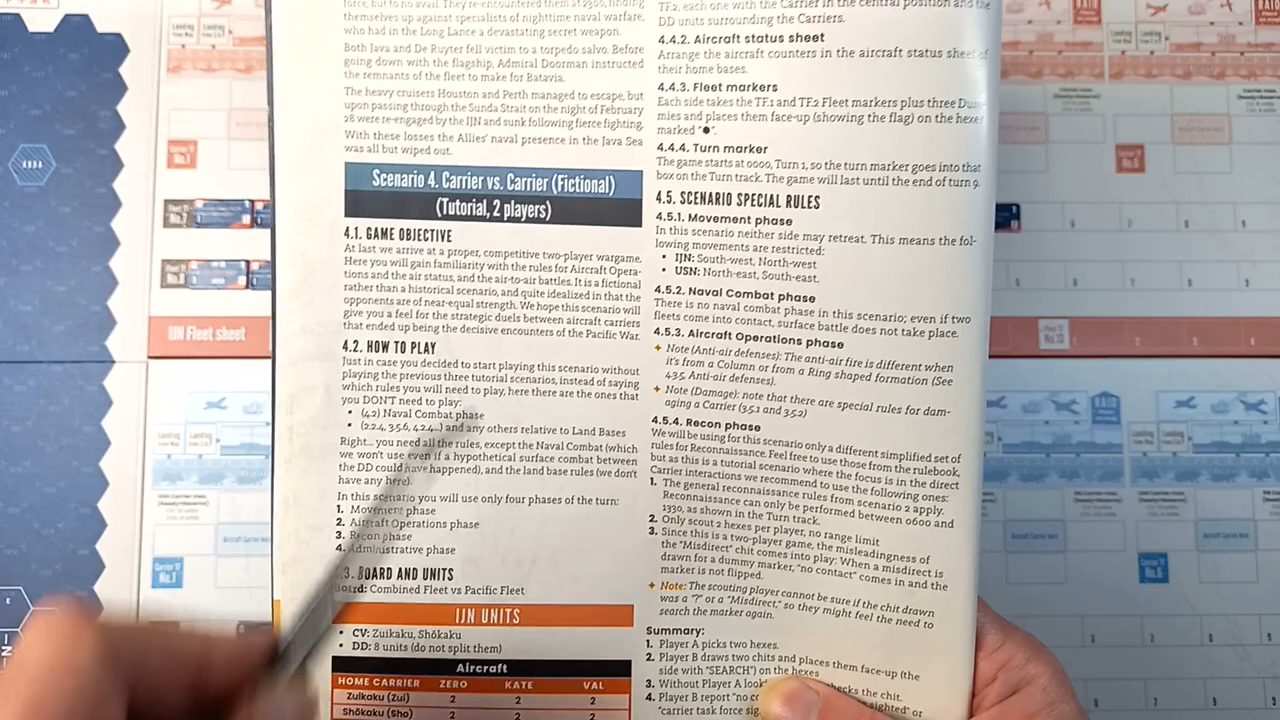 force, but to no avail. They re-encountered them at 2300, finding
themselves up against specialists of nighttime naval warfare,
who had in the Long Lance a devastating secret weapon.
Both Java and De Ruyter fell victim to a torpedo salvo. Before
going down with the flagship, Admiral Doorman instructed
the remnants of the fleet to make for Batavia.
The heavy cruisers Houston and Perth managed to escape, but
upon passing through the Sunda Strait on the night of February
28 were re-engaged by the IJN and sunk following fierce fighting.
With these losses the Allies' naval presence in the Java Sea
was all but wiped out.
Scenario 4. Carrier vs. Carrier (Fictional)
(Tutorial, 2 players)
4.1. GAME OBJECTIVE
At last we arrive at a proper, competitive two-player wargame.
Here you will gain familiarity with the rules for Aircraft Opera-
tions and the air status, and the air-to-air battles. It is a fictional
rather than a historical scenario, and quite idealized in that the
opponents are of near-equal strength. We hope this scenario will
give you a feel for the strategic duels between aircraft carriers
that ended up being the decisive encounters of the Pacific War.
4.2. HOW TO PLAY
Just in case you decided to start playing this scenario without
playing the previous three tutorial scenarios, instead of saying
which rules you will need to play, here there are the ones that
you DON'T need to play:
• (4.2) Naval Combat phase
• (2.2.4, 3.5.6, 4.2.4...) and any others relative to Land Bases
Right... you need all the rules, except the Naval Combat (which
we won't use even if a hypothetical surface combat between
the DD could have happened), and the land base rules (we don't
have any here).
In this scenario you will use only four phases of the turn:
1. Movement phase
2. Aircraft Operations phase
3. Recon phase
4. Administrative phase
.3. BOARD AND UNITS
Board: Combined Fleet vs Pacific Fleet
IJN UNITS
• CV: Zuikaku, Shōkaku
• DD: 8 units (do not split them)
Aircraft
HOME CARRIER ZERO KATE VAL
Zuikaku (Zui) 2 2 2
Shōkaku (Sho) 2 2 2
TF2, each one with the Carrier in the central position and the
DD units surrounding the Carriers.
4.4.2. Aircraft status sheet
Arrange the aircraft counters in the aircraft status sheet of
their home bases.
4.4.3. Fleet markers
Each side takes the TF1 and TF2 Fleet markers plus three Dum-
mies and places them face-up (showing the flag) on the hexes
marked "⬢".
4.4.4. Turn marker
The game starts at 0000, Turn 1, so the turn marker goes into that
box on the Turn track. The game will last until the end of turn 9.
4.5. SCENARIO SPECIAL RULES
4.5.1. Movement phase
In this scenario neither side may retreat. This means the fol-
lowing movements are restricted:
• IJN: South-west, North-west
• USN: North-east, South-east.
4.5.2. Naval Combat phase
There is no naval combat phase in this scenario; even if two
fleets come into contact, surface battle does not take place.
4.5.3. Aircraft Operations phase
✦ Note (Anti-air defenses): The anti-air fire is different when
it's from a Column or from a Ring shaped formation (See
4.3.5. Anti-air defenses).
✦ Note (Damage): note that there are special rules for dam-
aging a Carrier (3.5.1 and 3.5.2)
4.5.4. Recon phase
We will be using for this scenario only a different simplified set of
rules for Reconnaissance. Feel free to use those from the rulebook,
but as this is a tutorial scenario where the focus is in the direct
Carrier interactions we recommend to use the following ones:
1. The general reconnaissance rules from scenario 2 apply.
Reconnaissance can only be performed between 0600 and
1330, as shown in the Turn track.
2. Only scout 2 hexes per player, no range limit
3. Since this is a two-player game, the misleadingness of
the "Misdirect" chit comes into play: When a misdirect is
drawn for a dummy marker, "no contact" comes in and the
marker is not flipped.
✦ Note: The scouting player cannot be sure if the chit drawn
was a "?" or a "Misdirect," so they might feel the need to
search the marker again.
Summary:
1. Player A picks two hexes.
2. Player B draws two chits and places them face-up (the
side with "SEARCH") on the hexes
3. Without Player A look checks the chit.
4. Player B report "no co sighted" or
"carrier task force sig
IJN Fleet sheet
ABDA
Carrier TF No.1
Aircraft Carrier here